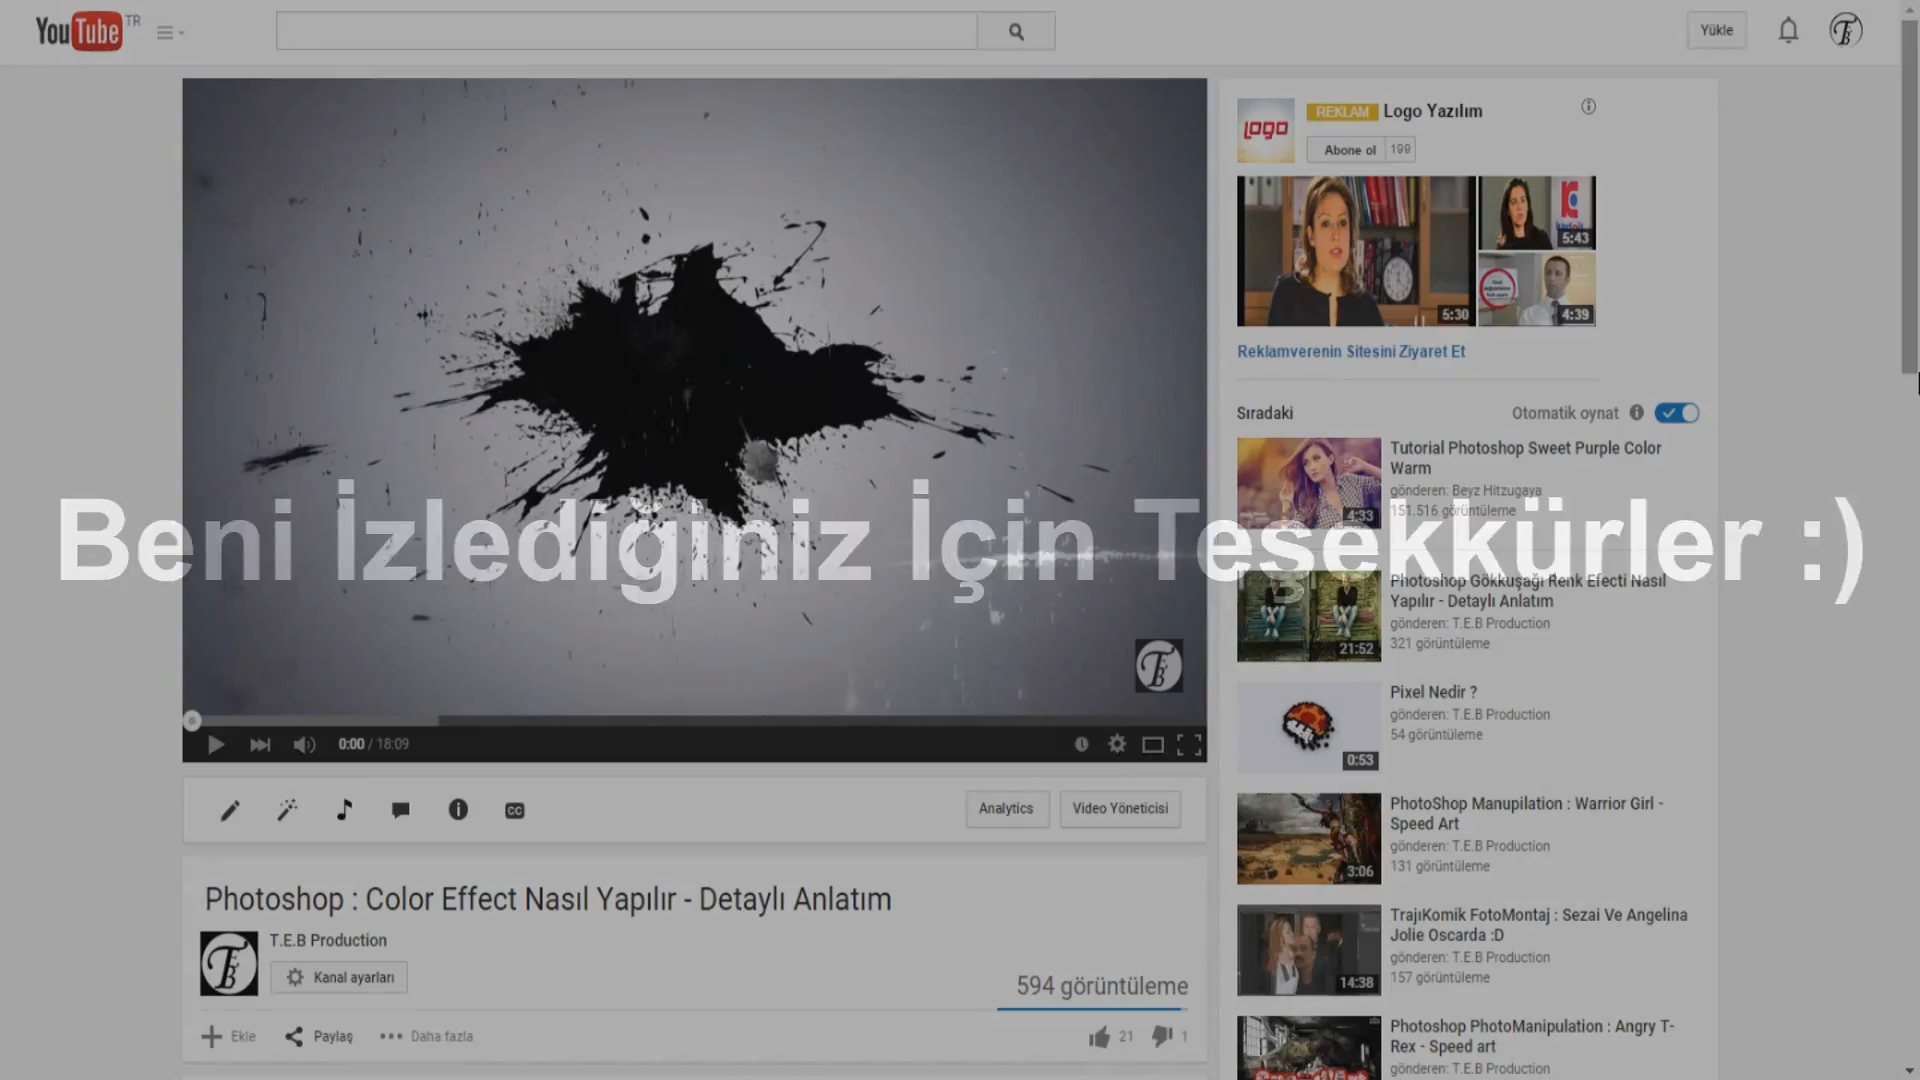 YouTube TR
Yükle
REKLAM Logo Yazılım
Abone ol 199
5:43
5:30
4:39
Reklamverenin Sitesini Ziyaret Et
Sıradaki
Otomatik oynat
Tutorial Photoshop Sweet Purple Color
Warm
gönderen: Beyz Hitzugaya
151.516 görüntüleme
4:33
Beni İzlediğiniz İçin Teşekkürler :)
Photoshop Gökkuşağı Renk Efecti Nasıl
Yapılır - Detaylı Anlatım
gönderen: T.E.B Production
321 görüntüleme
21:52
Pixel Nedir ?
gönderen: T.E.B Production
54 görüntüleme
0:53
0:00 / 18:09
Analytics
Video Yöneticisi
PhotoShop Manupilation : Warrior Girl -
Speed Art
gönderen: T.E.B Production
131 görüntüleme
3:06
Photoshop : Color Effect Nasıl Yapılır - Detaylı Anlatım
T.E.B Production
Kanal ayarları
594 görüntüleme
TrajıKomik FotoMontaj : Sezai Ve Angelina
Jolie Oscarda :D
gönderen: T.E.B Production
157 görüntüleme
14:38
Ekle
Paylaş
Daha fazla
21
1
Photoshop PhotoManipulation : Angry T-
Rex - Speed art
gönderen: T.E.B Production